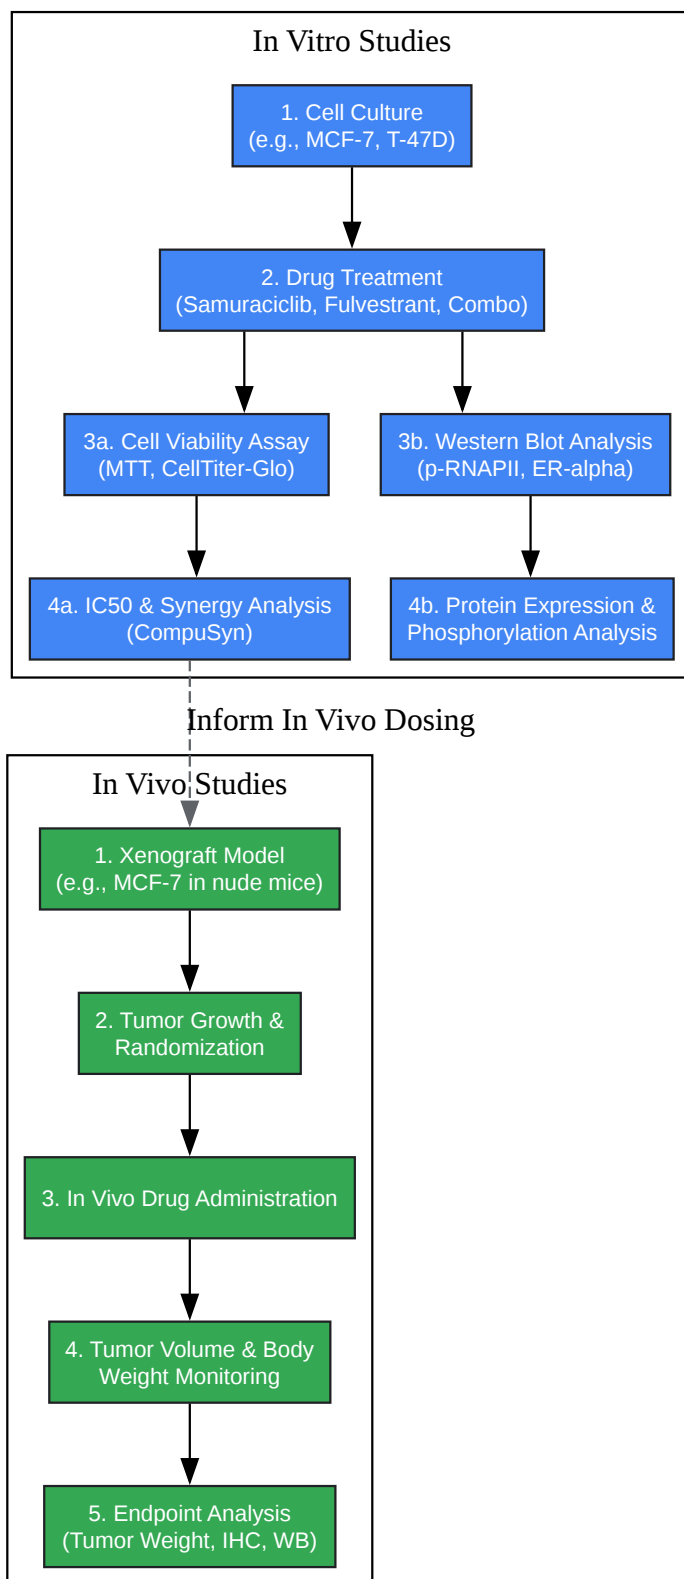 In Vitro Studies
1. Cell Culture
(e.g., MCF-7, T-47D)
2. Drug Treatment
(Samuraciclib, Fulvestrant, Combo)
3a. Cell Viability Assay
(MTT, CellTiter-Glo)
3b. Western Blot Analysis
(p-RNAPII, ER-alpha)
4a. IC50 & Synergy Analysis
(CompuSyn)
4b. Protein Expression &
Phosphorylation Analysis
Inform In Vivo Dosing
In Vivo Studies
1. Xenograft Model
(e.g., MCF-7 in nude mice)
2. Tumor Growth &
Randomization
3. In Vivo Drug Administration
4. Tumor Volume & Body
Weight Monitoring
5. Endpoint Analysis
(Tumor Weight, IHC, WB)